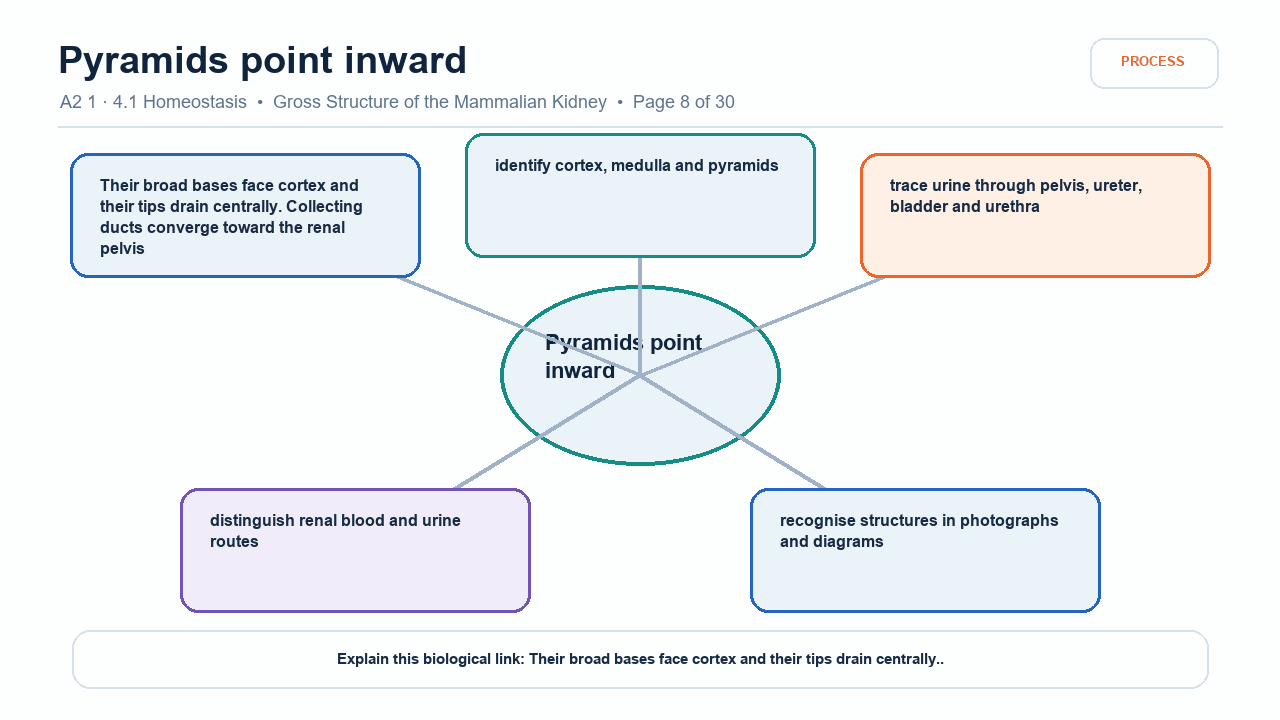 Pyramids point inward
PROCESS
A2 1 · 4.1 Homeostasis • Gross Structure of the Mammalian Kidney • Page 8 of 30
Their broad bases face cortex and
their tips drain centrally. Collecting
ducts converge toward the renal
pelvis
identify cortex, medulla and pyramids
trace urine through pelvis, ureter,
bladder and urethra
Pyramids point
inward
distinguish renal blood and urine
routes
recognise structures in photographs
and diagrams
Explain this biological link: Their broad bases face cortex and their tips drain centrally..